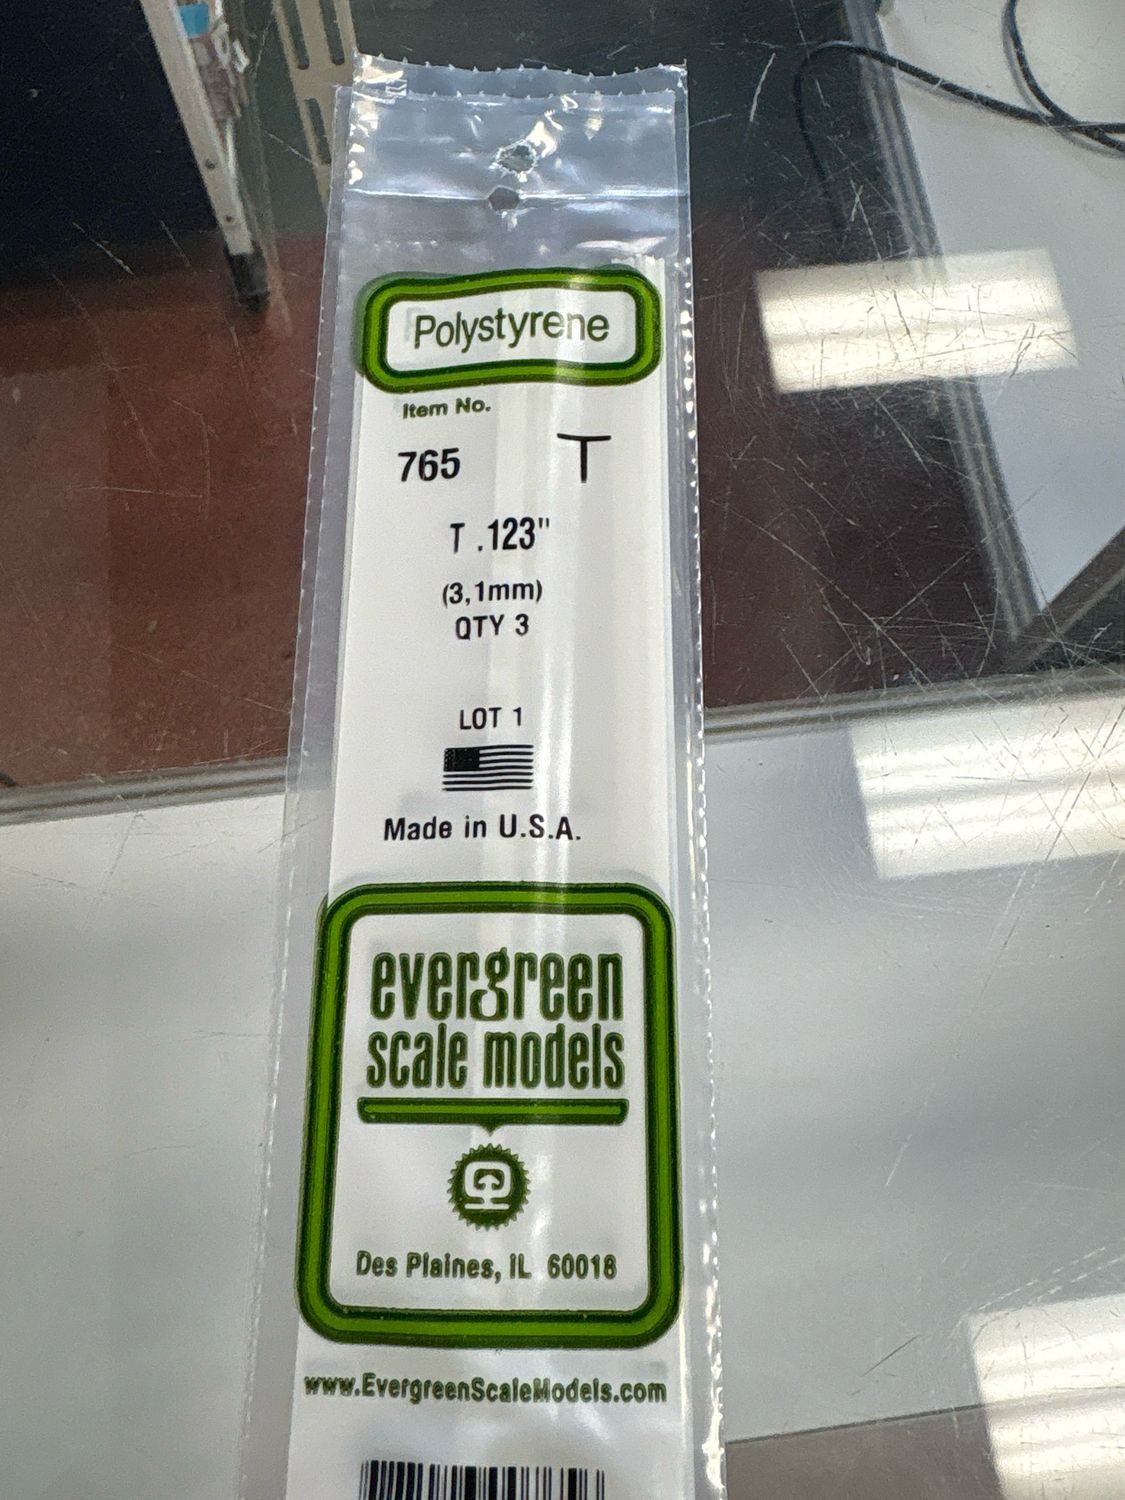 Polystyrene
Item No.
765 T
T .123"
(3,1mm)
QTY 3
LOT 1
Made in U.S.A.
evergreen
scale models
Des Plaines, IL 60018
www.EvergreenScaleModels.com